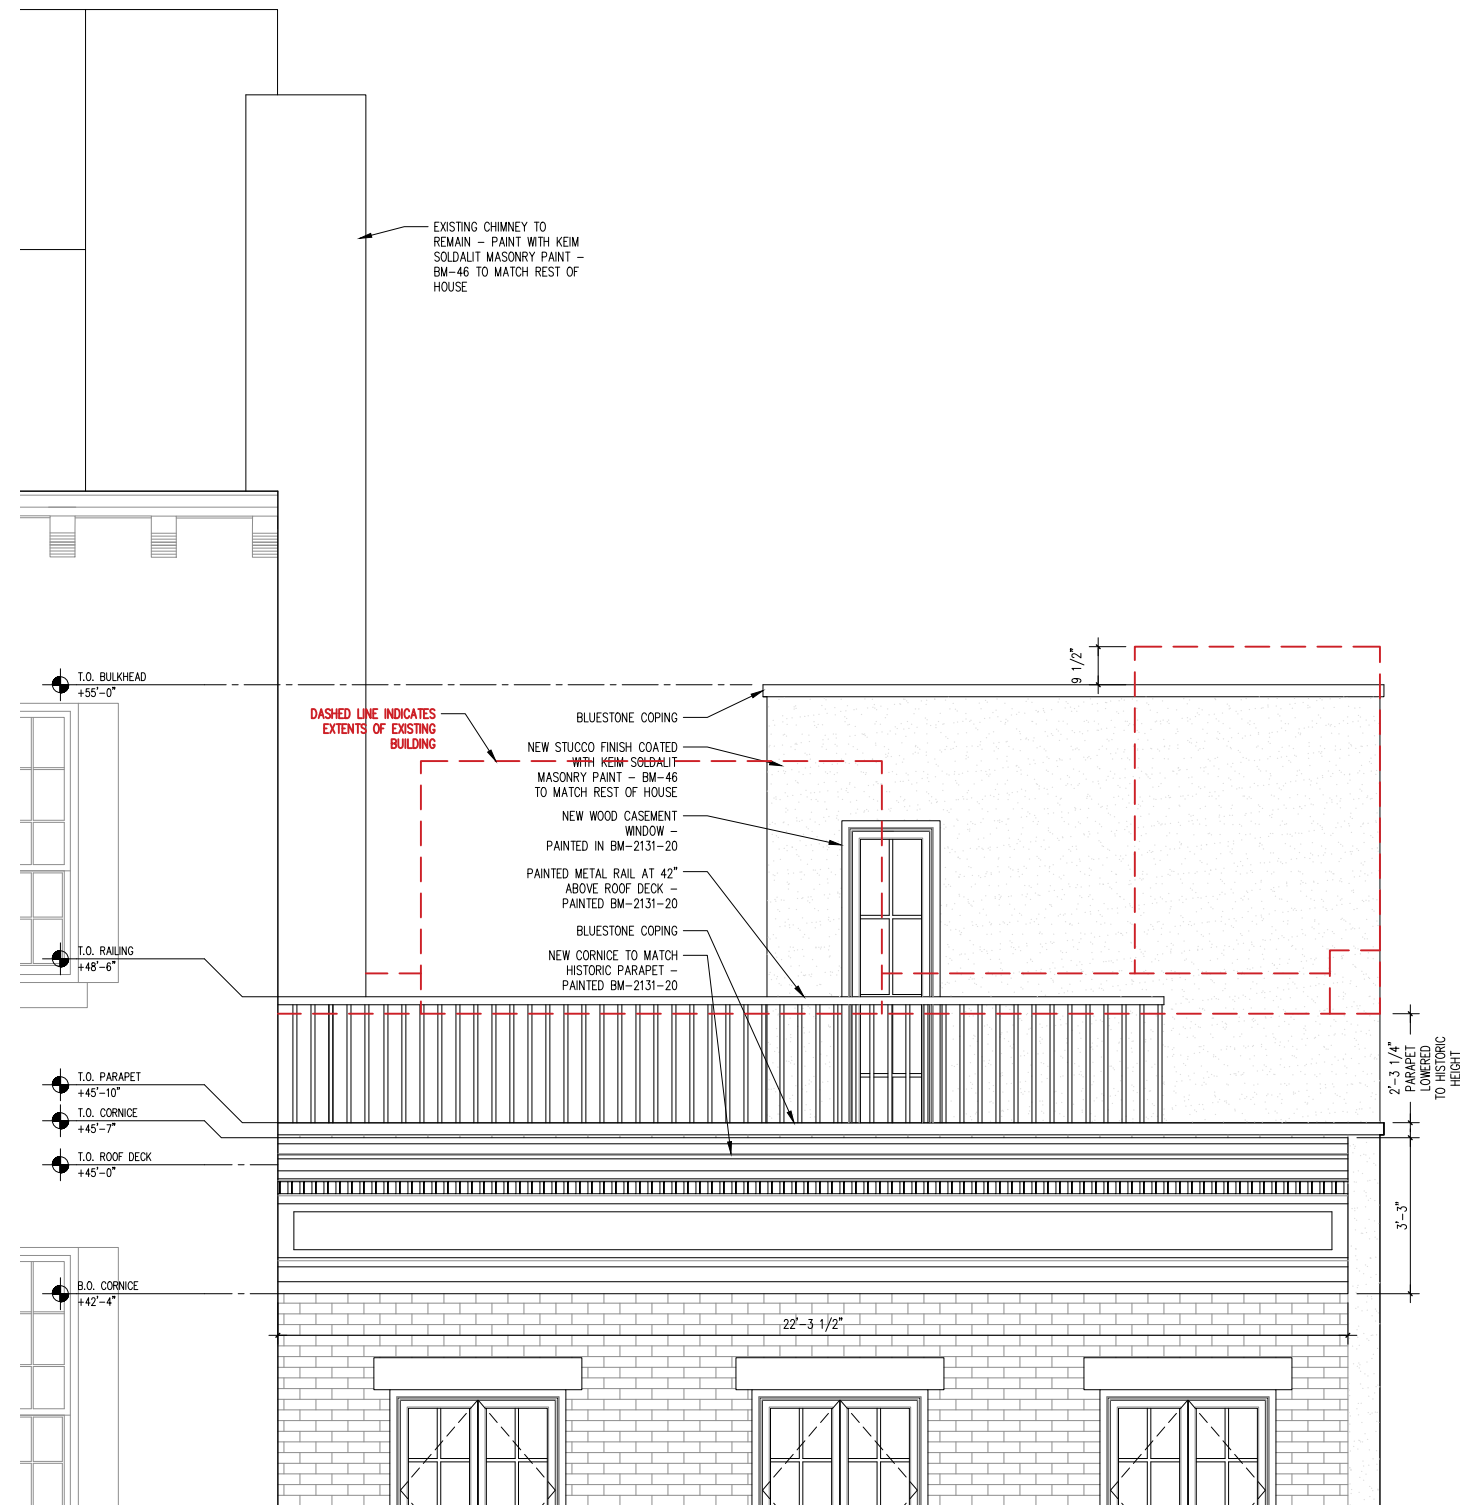 EXISTING CHIMNEY TO
REMAIN – PAINT WITH KEIM
SOLDALIT MASONRY PAINT –
BM–46 TO MATCH REST OF
HOUSE
T.O. BULKHEAD
+55'-0"
9 1/2"
DASHED LINE INDICATES
EXTENTS OF EXISTING
BUILDING
BLUESTONE COPING
NEW STUCCO FINISH COATED
WITH KEIM SOLDALIT
MASONRY PAINT – BM–46
TO MATCH REST OF HOUSE
NEW WOOD CASEMENT
WINDOW –
PAINTED IN BM–2131–20
PAINTED METAL RAIL AT 42"
ABOVE ROOF DECK –
PAINTED BM–2131–20
BLUESTONE COPING
NEW CORNICE TO MATCH
HISTORIC PARAPET –
PAINTED BM–2131–20
T.O. RAILING
+48'-6"
T.O. PARAPET
+45'-10"
T.O. CORNICE
+45'-7"
T.O. ROOF DECK
+45'-0"
B.O. CORNICE
+42'-4"
2'-3 1/4"
PARAPET
LOWERED
TO HISTORIC
HEIGHT
3'-3"
22'-3 1/2"